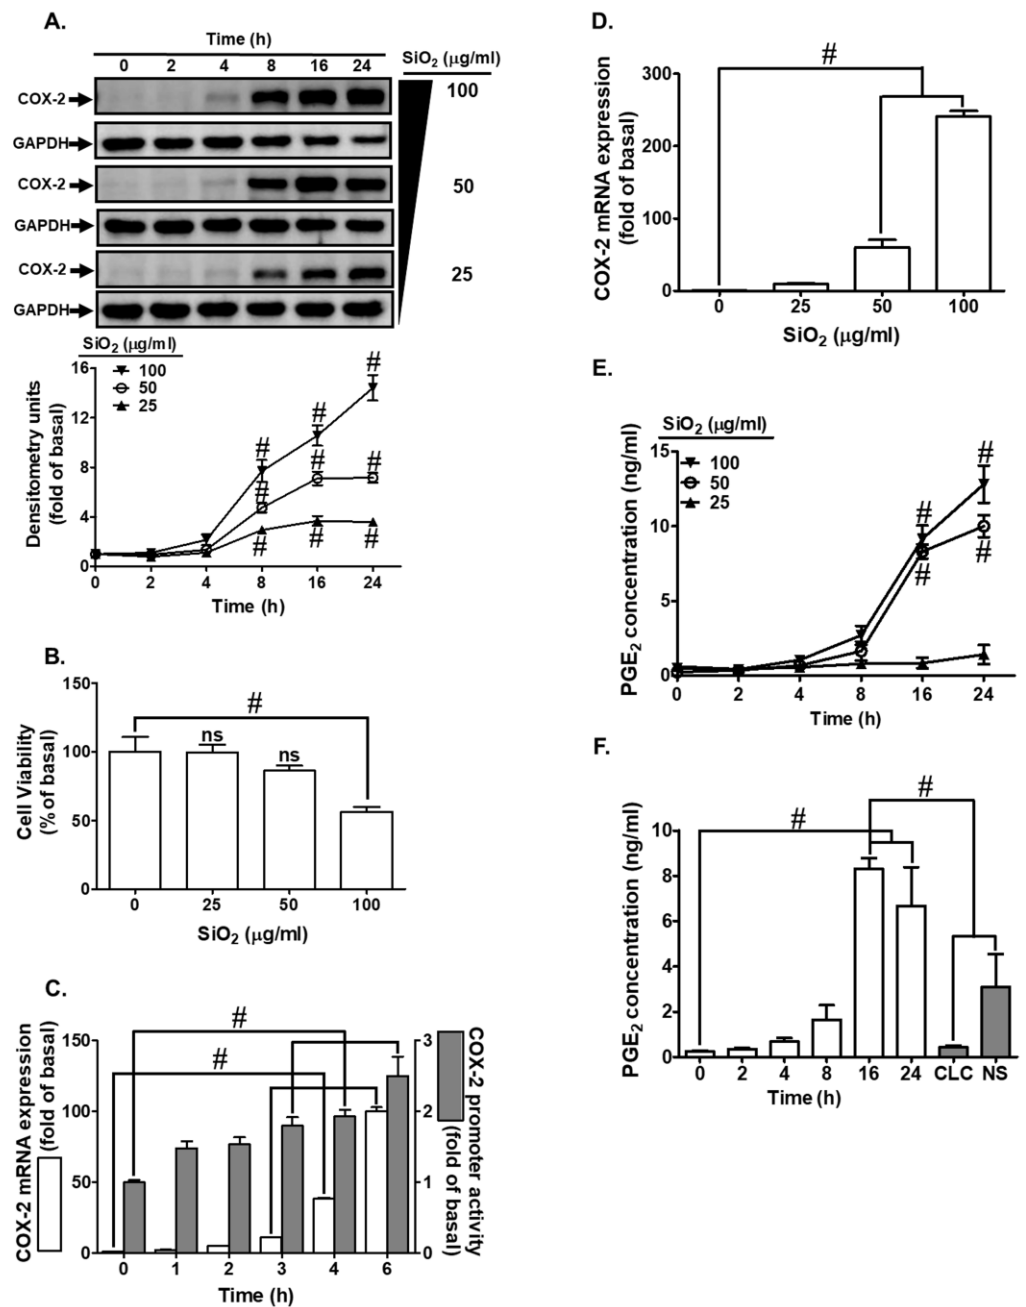 A.
Time (h)
0 2 4 8 16 24
SiO2 (μg/ml)
COX-2
100
GAPDH
COX-2
50
GAPDH
COX-2
25
GAPDH
SiO2 (μg/ml)
100
50
25
Densitometry units
(fold of basal)
16
12
8
4
0
# # #
# # #
# # #
0 2 4 8 16 24
Time (h)
B.
Cell Viability
(% of basal)
150
100
50
0
#
ns
ns
0 25 50 100
SiO2 (μg/ml)
C.
COX-2 mRNA expression
(fold of basal)
150
100
50
0
#
#
3
2
1
0
COX-2 promoter activity
(fold of basal)
0 1 2 3 4 6
Time (h)
D.
COX-2 mRNA expression
(fold of basal)
300
200
100
0
#
0 25 50 100
SiO2 (μg/ml)
E.
SiO2 (μg/ml)
100
50
25
PGE2 concentration (ng/ml)
15
10
5
0
# #
# #
0 2 4 8 16 24
Time (h)
F.
PGE2 concentration (ng/ml)
10
8
6
4
2
0
#
#
0 2 4 8 16 24 CLC NS
Time (h)